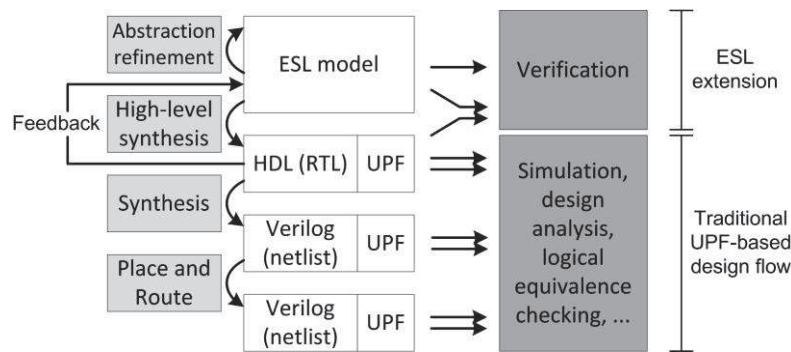 Abstraction
refinement
ESL model
Verification
ESL
extension
Feedback
High-level
synthesis
HDL (RTL)
UPF
Synthesis
Verilog
(netlist)
UPF
Place and
Route
Verilog
(netlist)
UPF
Simulation,
design
analysis,
logical
equivalence
checking, ...
Traditional
UPF-based
design flow